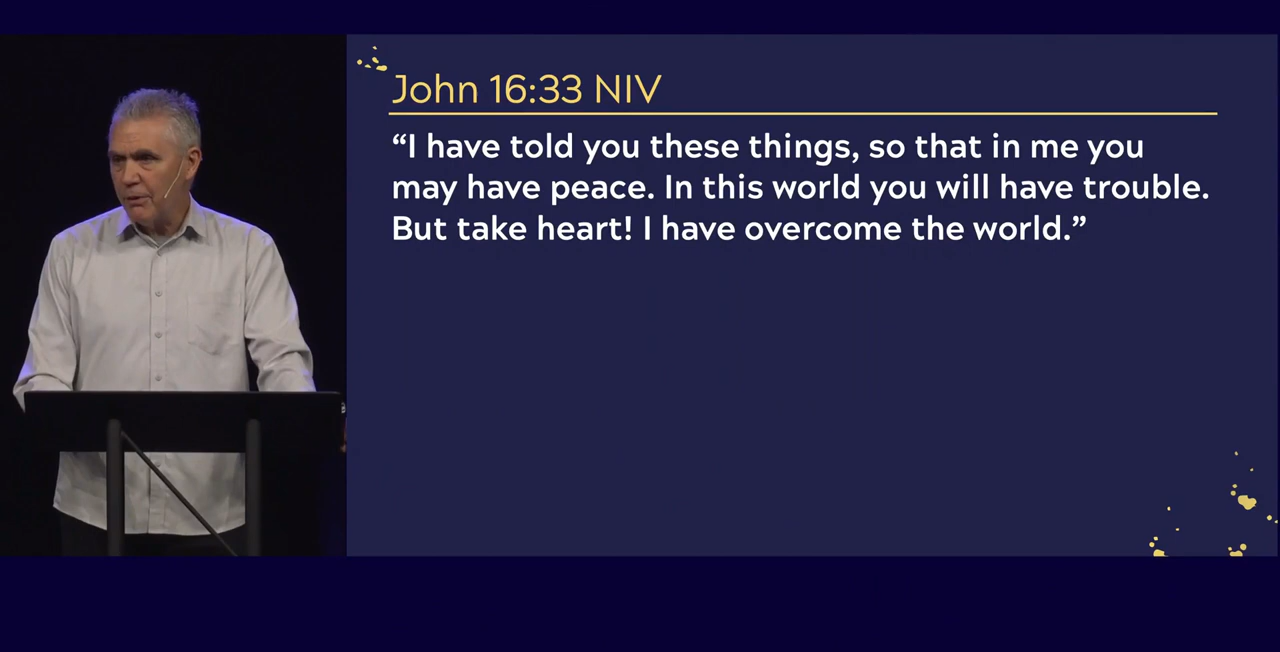 John 16:33 NIV
“I have told you these things, so that in me you
may have peace. In this world you will have trouble.
But take heart! I have overcome the world.”